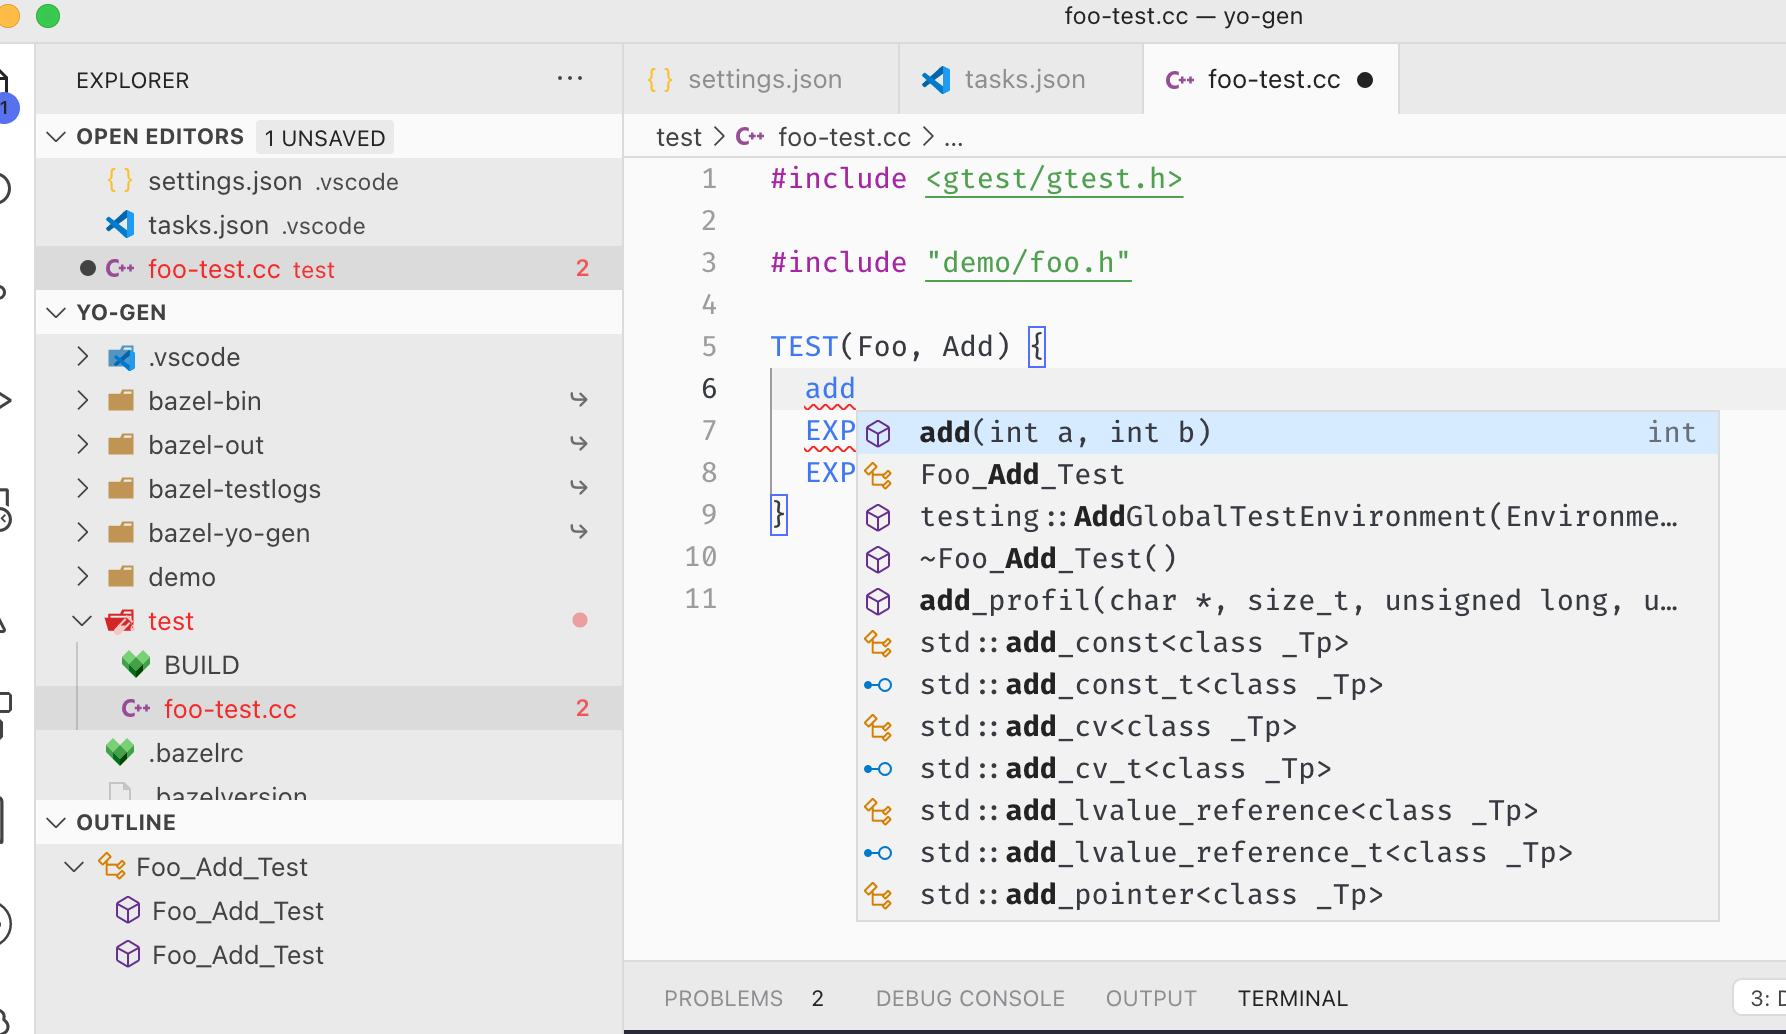 foo-test.cc — yo-gen
1
EXPLORER ...
OPEN EDITORS 1 UNSAVED
{} settings.json .vscode
tasks.json .vscode
C++ foo-test.cc test 2
YO-GEN
.vscode
bazel-bin
bazel-out
bazel-testlogs
bazel-yo-gen
demo
test
BUILD
C++ foo-test.cc 2
.bazelrc
.bazelversion
OUTLINE
Foo_Add_Test
Foo_Add_Test
Foo_Add_Test
{} settings.json tasks.json C++ foo-test.cc
test > C++ foo-test.cc > ...
1 #include <gtest/gtest.h>
2
3 #include "demo/foo.h"
4
5 TEST(Foo, Add) {
6 add
7 EXP
8 EXP
9 }
10
11
add(int a, int b) int
Foo_Add_Test
testing::AddGlobalTestEnvironment(Environme…
~Foo_Add_Test()
add_profil(char *, size_t, unsigned long, u…
std::add_const<class _Tp>
std::add_const_t<class _Tp>
std::add_cv<class _Tp>
std::add_cv_t<class _Tp>
std::add_lvalue_reference<class _Tp>
std::add_lvalue_reference_t<class _Tp>
std::add_pointer<class _Tp>
PROBLEMS 2 DEBUG CONSOLE OUTPUT TERMINAL 3: